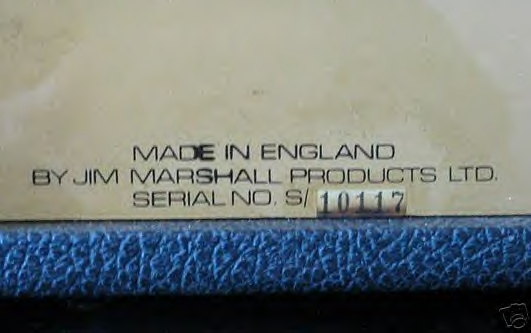 MADE IN ENGLAND
BY JIM MARSHALL PRODUCTS LTD.
SERIAL NO. S/ 10117